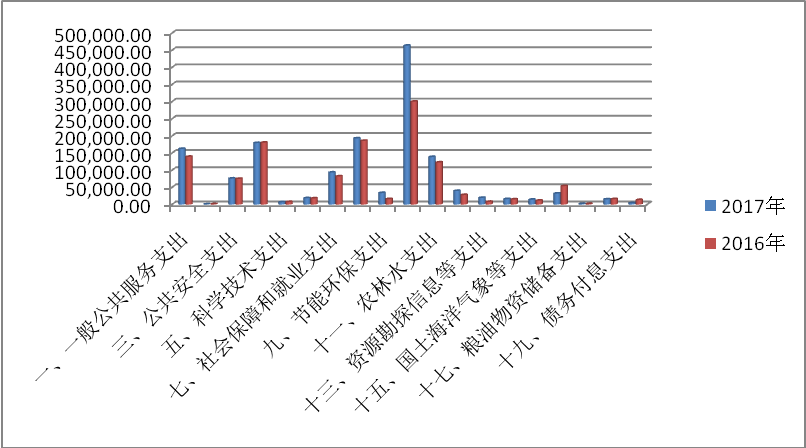 500,000.00
450,000.00
400,000.00
350,000.00
300,000.00
250,000.00
200,000.00
150,000.00
100,000.00
50,000.00
0.00
2017年
2016年
一、一般公共服务支出
三、公共安全支出
五、科学技术支出
七、社会保障和就业支出
九、节能环保支出
十一、农林水支出
十三、资源勘探信息等支出
十五、国土海洋气象等支出
十七、粮油物资储备支出
十九、债务付息支出